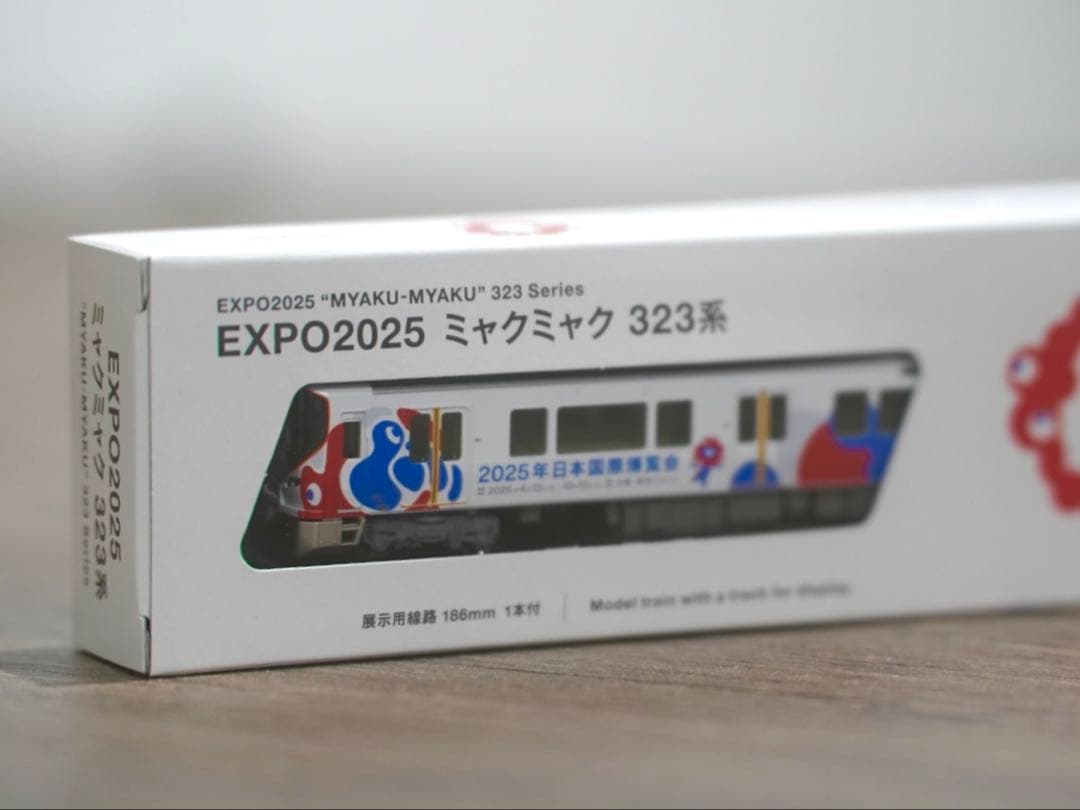 EXPO2025 "MYAKU-MYAKU" 323 Series
EXPO2025 ミャクミャク 323系
2025年日本国際博覧会
展示用線路 186mm 1本付
Model train with a track for display.
EXPO2025
ミャクミャク 323系
"MYAKU-MYAKU" 323 Series